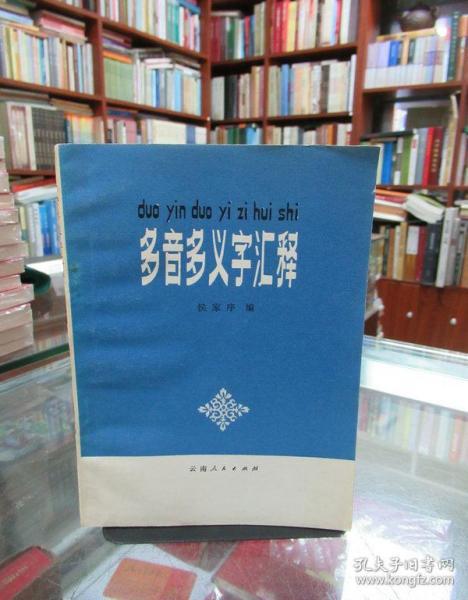 duo yin duo yi zi hui shi
多音多义字汇释
侯家序 编
云南人民出版社
孔夫子旧书网
www.kongfz.com